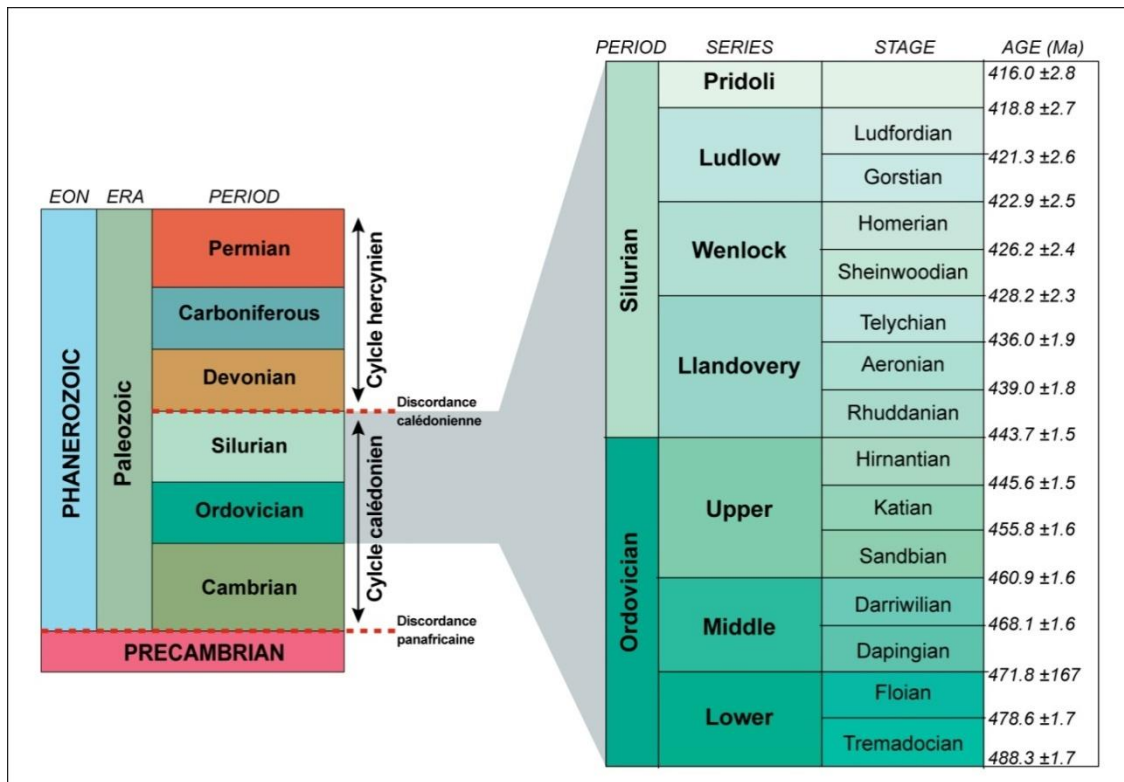 EON ERA PERIOD
PHANEROZOIC
Paleozoic
Permian
Carboniferous
Devonian
Silurian
Ordovician
Cambrian
PRECAMBRIAN
Cylcle hercynien
Discordance
calédonienne
Cylcle calédonien
Discordance
panafricaine
PERIOD SERIES STAGE AGE (Ma)
Silurian
Pridoli
416.0 ±2.8
418.8 ±2.7
Ludlow
Ludfordian
421.3 ±2.6
Gorstian
422.9 ±2.5
Wenlock
Homerian
426.2 ±2.4
Sheinwoodian
428.2 ±2.3
Llandovery
Telychian
436.0 ±1.9
Aeronian
439.0 ±1.8
Rhuddanian
443.7 ±1.5
Ordovician
Upper
Hirnantian
445.6 ±1.5
Katian
455.8 ±1.6
Sandbian
460.9 ±1.6
Middle
Darriwilian
468.1 ±1.6
Dapingian
471.8 ±167
Lower
Floian
478.6 ±1.7
Tremadocian
488.3 ±1.7